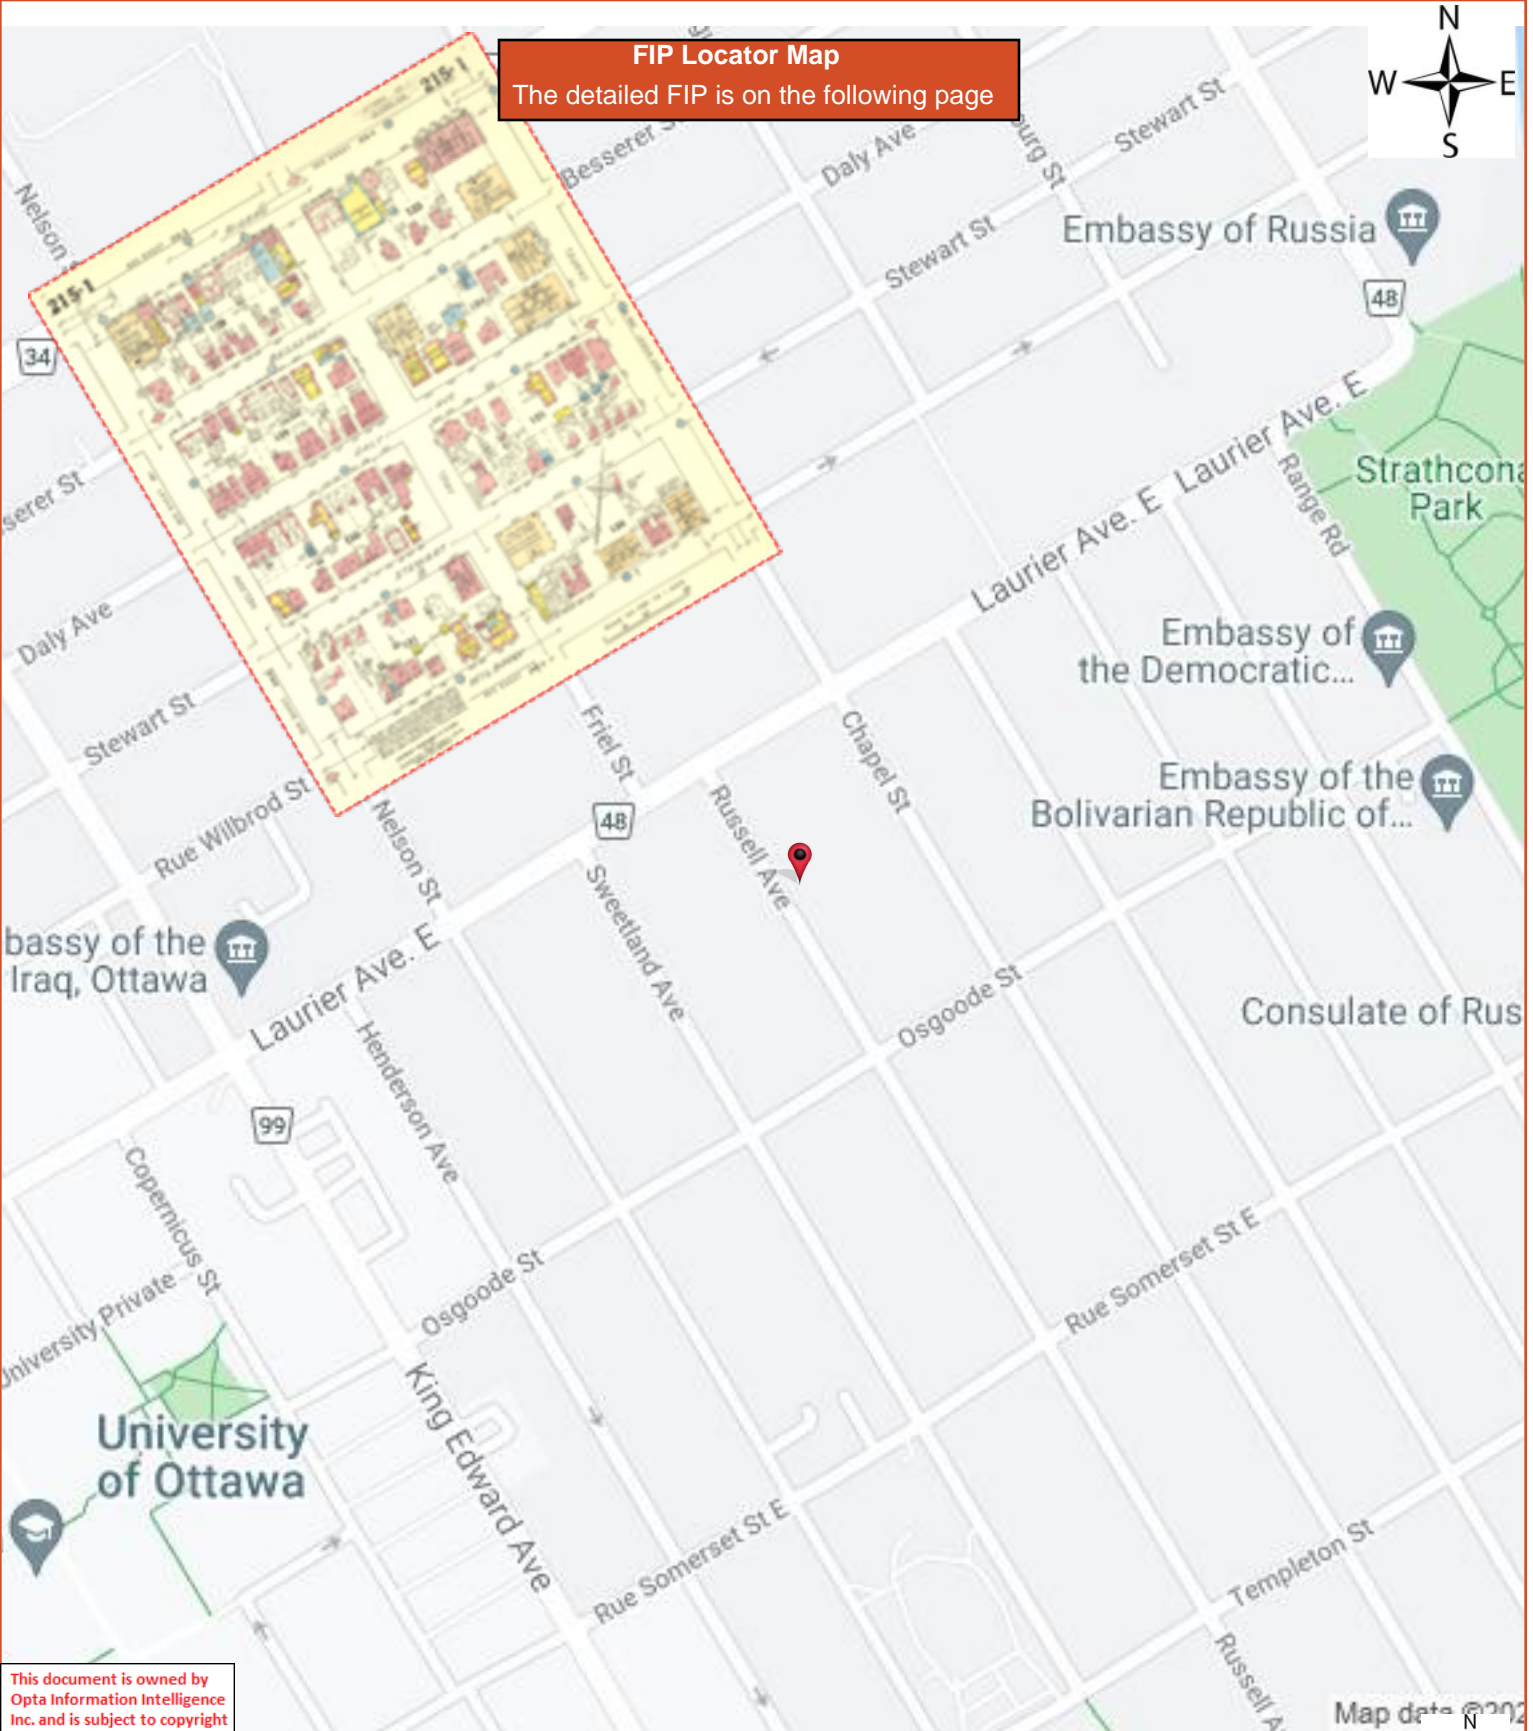 FIP Locator Map
The detailed FIP is on the following page
N
W
E
S
215-1
215-1
Nelson
Besserer S
Daly Ave
burg St
Stewart St
Stewart St
Embassy of Russia
48
34
serer St
Laurier Ave. E
Laurier Ave. E
Range Rd
Strathcona
Park
Daly Ave
Stewart St
Embassy of
the Democratic...
Friel St
Chapel St
Embassy of the
Bolivarian Republic of...
Rue Wilbrod St
Nelson St
48
Russell Ave
Sweetland Ave
bassy of the
Iraq, Ottawa
Laurier Ave. E
Osgoode St
Consulate of Rus
Henderson Ave
99
Copernicus St
University Private
Osgoode St
Rue Somerset St E
King Edward Ave
University
of Ottawa
Rue Somerset St E
Templeton St
Russell A
This document is owned by
Opta Information Intelligence
Inc. and is subject to copyright
Map data ©202
N